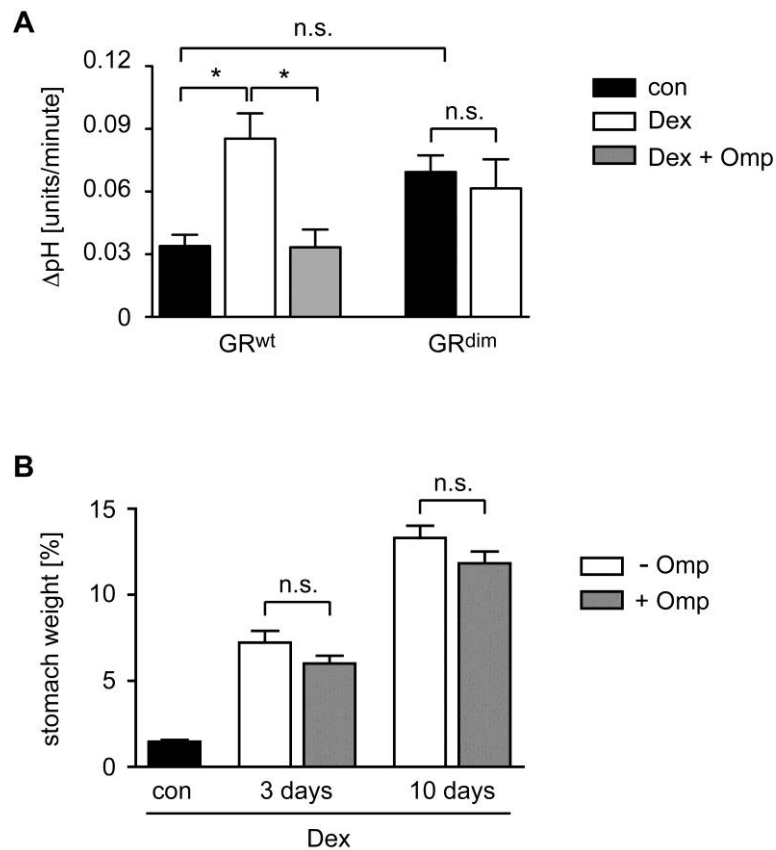 A
n.s.
0.12
* *
con
0.09
n.s.
Dex
Dex + Omp
0.06
0.03
0
ΔpH [units/minute]
GRwt GRdim
B
n.s.
15
- Omp
+ Omp
10
n.s.
5
0
stomach weight [%]
con 3 days 10 days
Dex